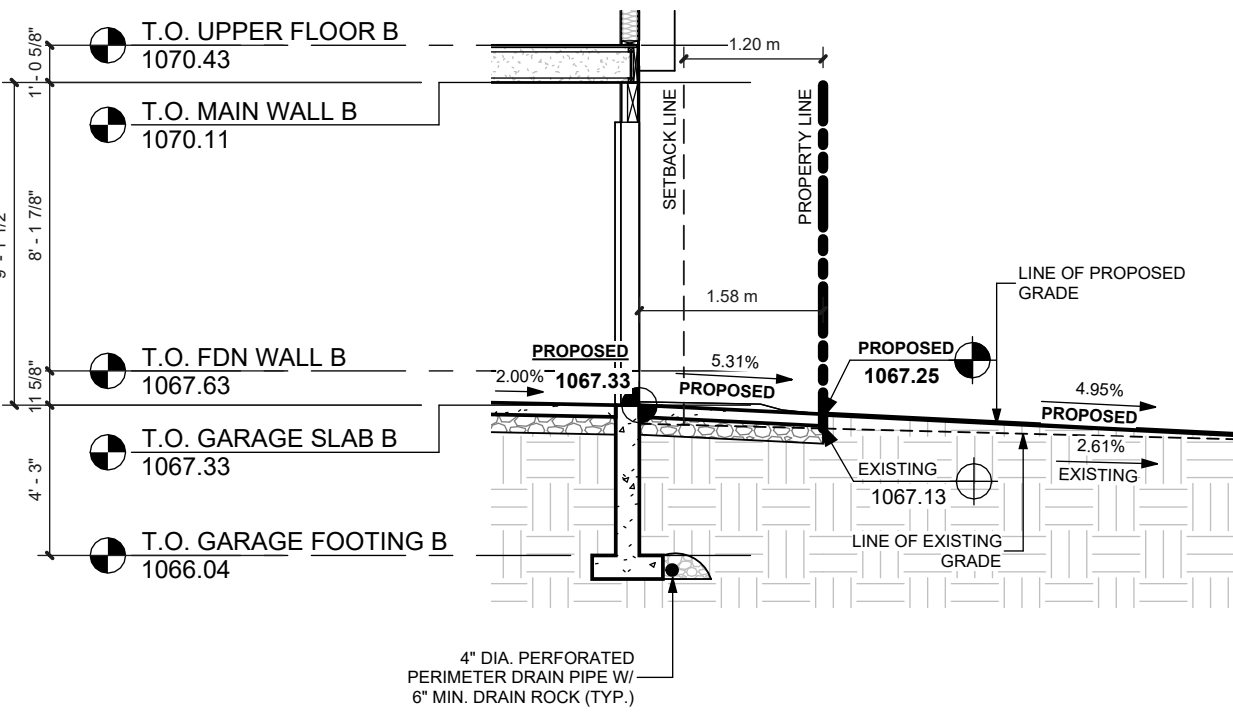 T.O. UPPER FLOOR B
1070.43
1' - 0 5/8"
T.O. MAIN WALL B
1070.11
8' - 1 7/8"
T.O. FDN WALL B
1067.63
11 5/8"
T.O. GARAGE SLAB B
1067.33
4' - 3"
T.O. GARAGE FOOTING B
1066.04
1.20 m
SETBACK LINE
PROPERTY LINE
1.58 m
LINE OF PROPOSED
GRADE
PROPOSED
1067.33
2.00%
5.31%
PROPOSED
PROPOSED
1067.25
4.95%
PROPOSED
2.61%
EXISTING
EXISTING
1067.13
LINE OF EXISTING
GRADE
4" DIA. PERFORATED
PERIMETER DRAIN PIPE W/
6" MIN. DRAIN ROCK (TYP.)